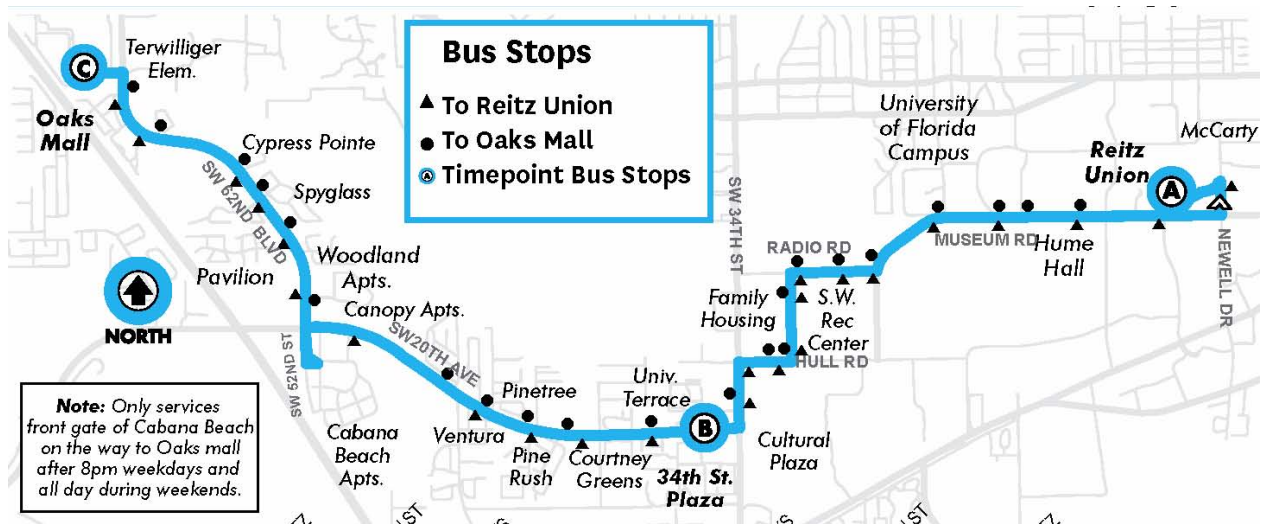 Terwilliger
Elem.
C
Oaks
Mall
Bus Stops
To Reitz Union
To Oaks Mall
A Timepoint Bus Stops
University
of Florida
Campus
McCarty
Reitz
Union
A
Cypress Pointe
Spyglass
SW 62ND BLVD
SW 34TH ST
RADIO RD
MUSEUM RD
Hume
Hall
NEWELL DR
Woodland
Apts.
Pavilion
Canopy Apts.
NORTH
Family
Housing
S.W.
Rec
Center
HULL RD
SW 62ND ST
SW20TH AVE
Note: Only services
front gate of Cabana Beach
on the way to Oaks mall
after 8pm weekdays and
all day during weekends.
Cabana
Beach
Apts.
Pinetree
Ventura
Pine
Rush
Courtney
Greens
Univ.
Terrace
B
34th St.
Plaza
Cultural
Plaza